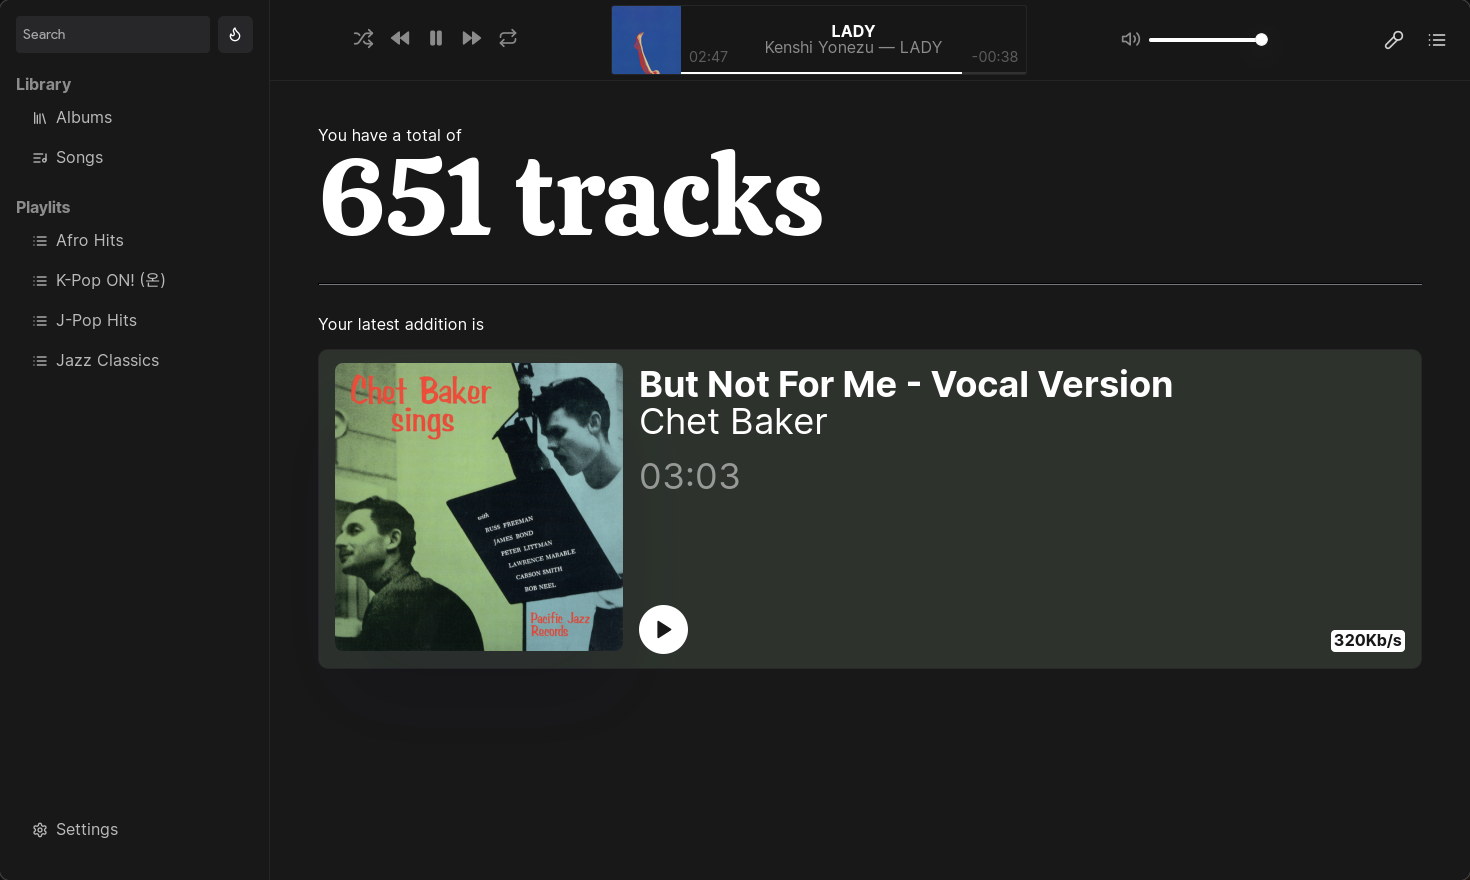 Search
Library
Albums
Songs
Playlits
Afro Hits
K-Pop ON! (온)
J-Pop Hits
Jazz Classics
Settings
LADY
Kenshi Yonezu — LADY
02:47
-00:38
You have a total of
651 tracks
Your latest addition is
Chet Baker
sings
with
RUSS FREEMAN
JAMES BOND
PETER LITTMAN
LAWRENCE MARABLE
CARSON SMITH
BOB NEEL
Pacific Jazz
Records
But Not For Me - Vocal Version
Chet Baker
03:03
320Kb/s